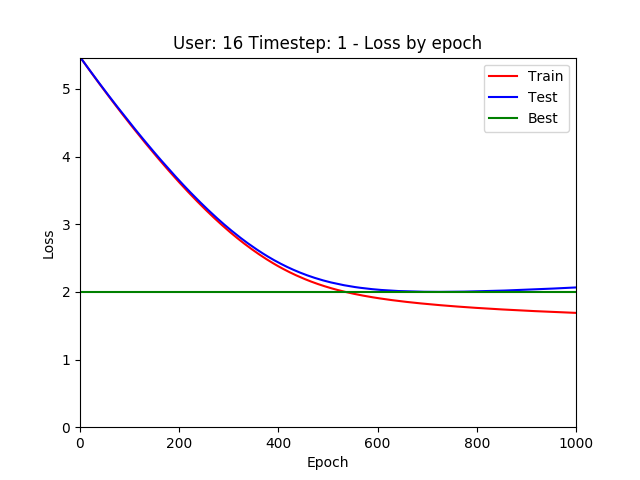 User: 16 Timestep: 1 - Loss by epoch
Train
Test
Best
Loss
5
4
3
2
1
0
0 200 400 600 800 1000
Epoch